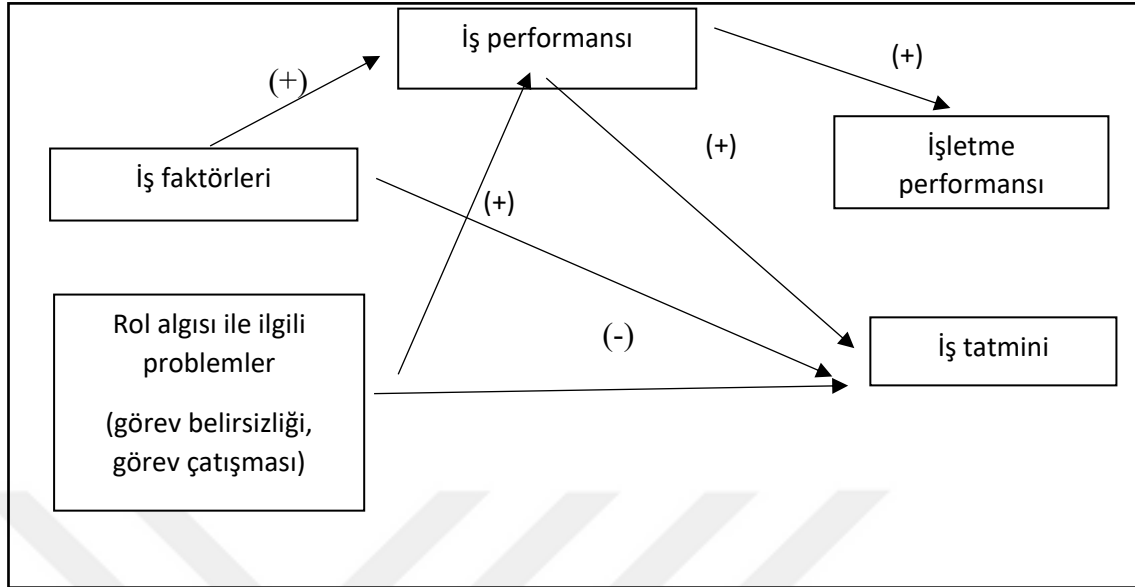 İş performansı
(+)
(+)
İş faktörleri
(+)
İşletme
performansı
(+)
Rol algısı ile ilgili
problemler
(görev belirsizliği,
görev çatışması)
(-)
İş tatmini